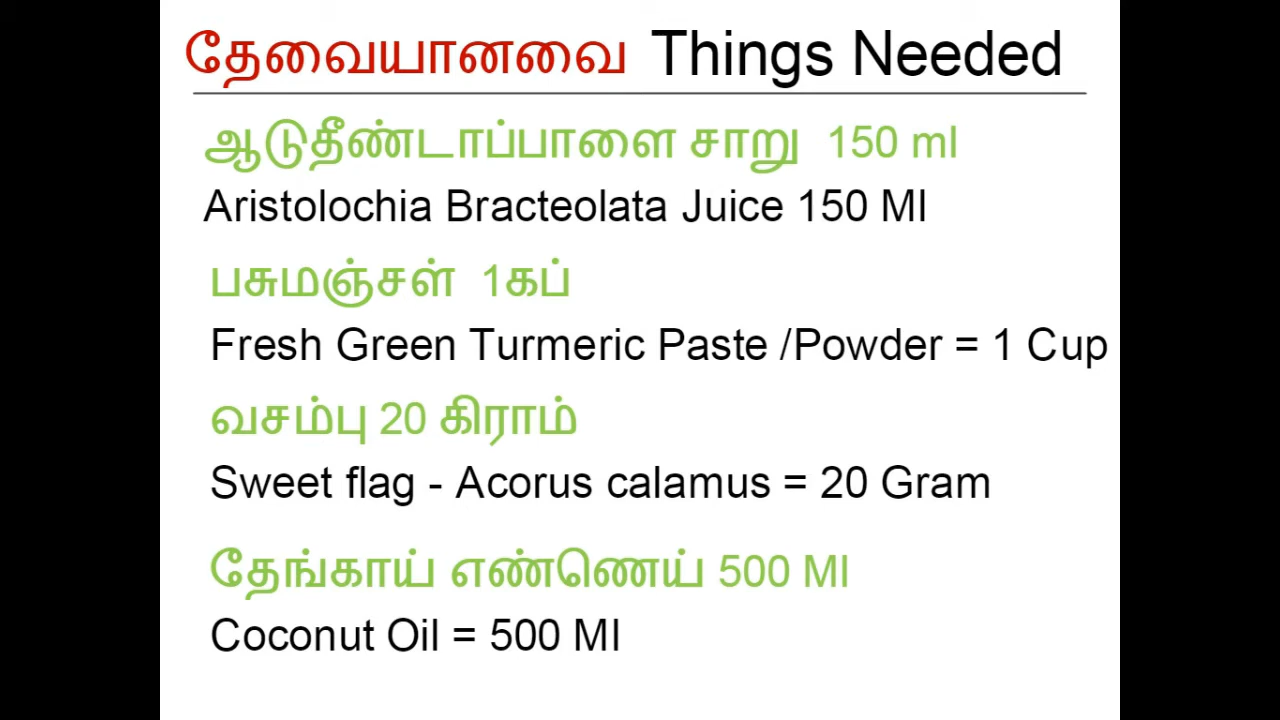 தேவையானவை Things Needed
ஆடுதீண்டாப்பாளை சாறு 150 ml
Aristolochia Bracteolata Juice 150 Ml
பசுமஞ்சள் 1கப்
Fresh Green Turmeric Paste /Powder = 1 Cup
வசம்பு 20 கிராம்
Sweet flag - Acorus calamus = 20 Gram
தேங்காய் எண்ணெய் 500 Ml
Coconut Oil = 500 Ml